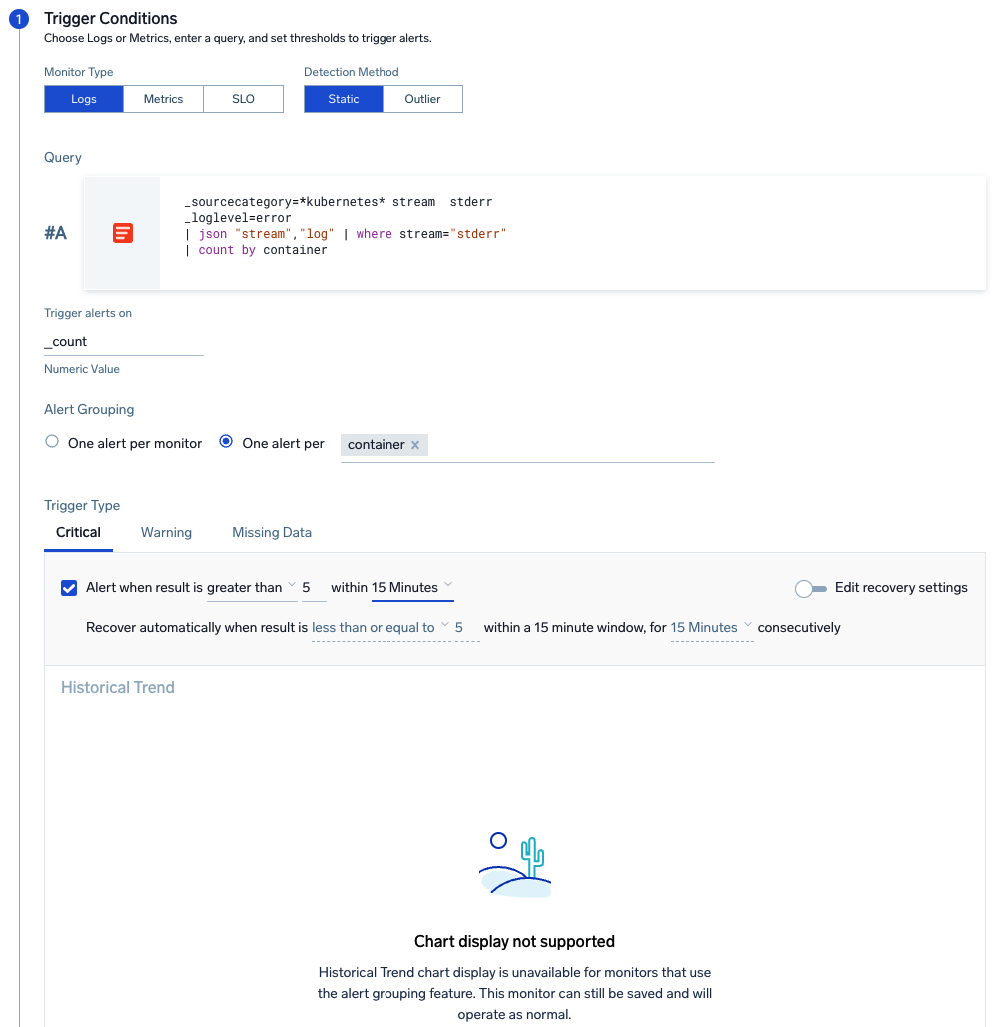 1 Trigger Conditions
Choose Logs or Metrics, enter a query, and set thresholds to trigger alerts.
Monitor Type Detection Method
Logs Metrics SLO Static Outlier
Query
#A
_sourcecategory=*kubernetes* stream  stderr
_loglevel=error
| json "stream","log" | where stream="stderr"
| count by container
Trigger alerts on
_count
Numeric Value
Alert Grouping
One alert per monitor One alert per container ×
Trigger Type
Critical Warning Missing Data
Alert when result is greater than 5 within 15 Minutes Edit recovery settings
Recover automatically when result is less than or equal to 5 within a 15 minute window, for 15 Minutes consecutively
Historical Trend
Chart display not supported
Historical Trend chart display is unavailable for monitors that use
the alert grouping feature. This monitor can still be saved and will
operate as normal.